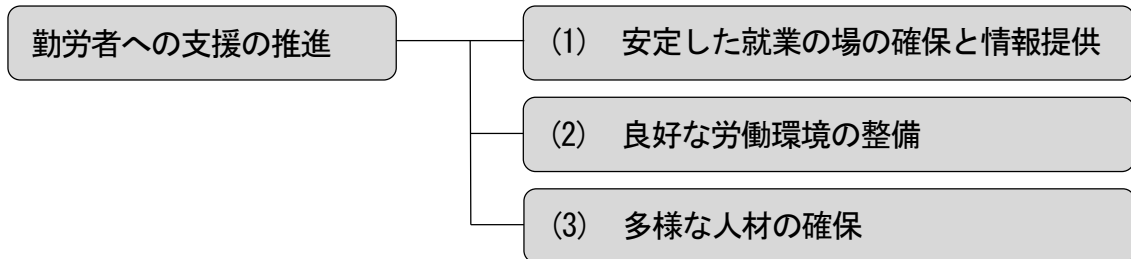 勤労者への支援の推進
(1) 安定した就業の場の確保と情報提供
(2) 良好な労働環境の整備
(3) 多様な人材の確保